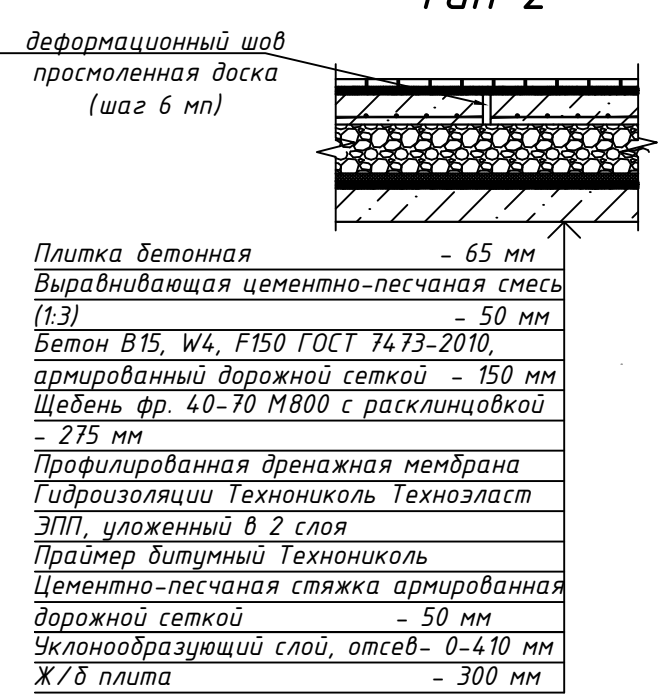 Тип 2
деформационный шов
просмоленная доска
(шаг 6 мп)
Плитка бетонная - 65 мм
Выравнивающая цементно-песчаная смесь
(1:3) - 50 мм
Бетон В15, W4, F150 ГОСТ 7473-2010,
армированный дорожной сеткой - 150 мм
Щебень фр. 40-70 М800 с расклинцовкой
- 275 мм
Профилированная дренажная мембрана
Гидроизоляции Технониколь Техноэласт
ЭПП, уложенный в 2 слоя
Праймер битумный Технониколь
Цементно-песчаная стяжка армированная
дорожной сеткой - 50 мм
Уклонообразующий слой, отсев- 0-410 мм
Ж/б плита - 300 мм